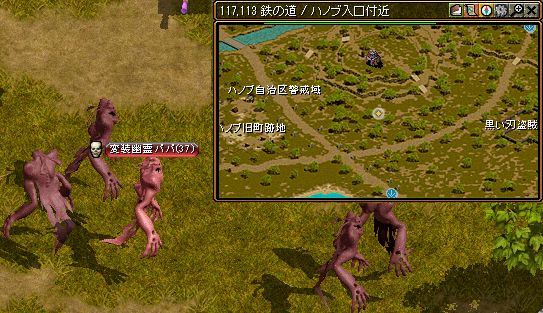 117,113 鉄の道 / ハノブ入口付近
ハノブ自治区警戒域
ハノブ旧町跡地
黒い刃盗賊
変装幽霊パパ(37)